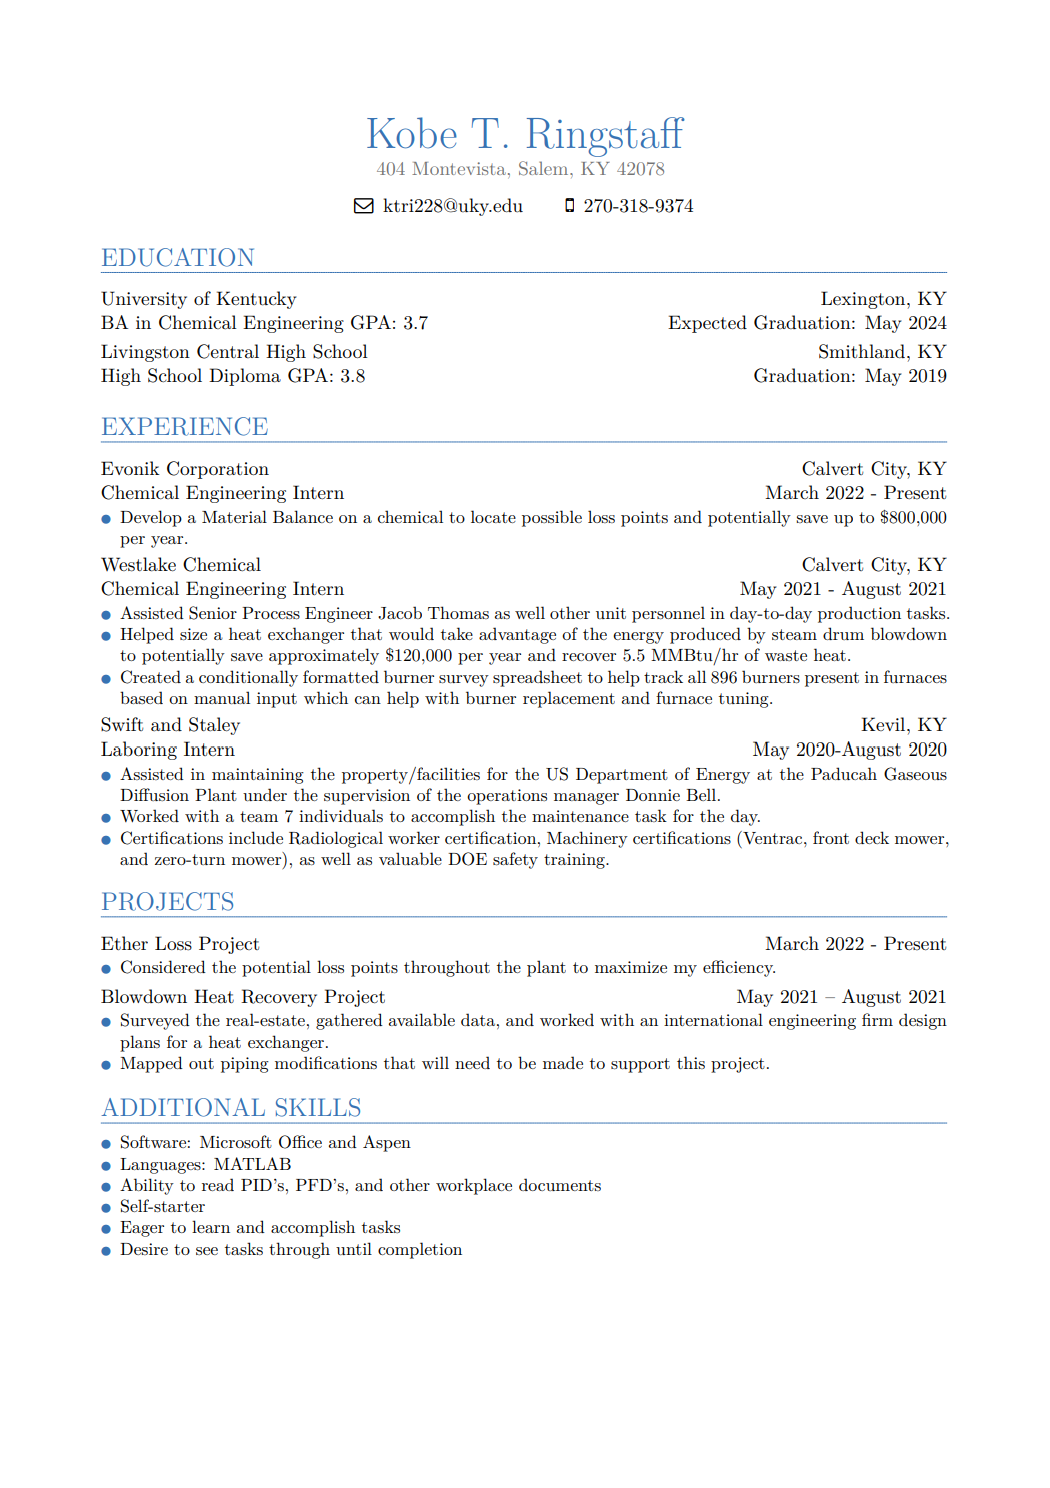 Kobe T. Ringstaff
404 Montevista, Salem, KY 42078
ktri228@uky.edu 270-318-9374
EDUCATION
University of Kentucky Lexington, KY
BA in Chemical Engineering GPA: 3.7 Expected Graduation: May 2024
Livingston Central High School Smithland, KY
High School Diploma GPA: 3.8 Graduation: May 2019
EXPERIENCE
Evonik Corporation Calvert City, KY
Chemical Engineering Intern March 2022 - Present
● Develop a Material Balance on a chemical to locate possible loss points and potentially save up to $800,000
per year.
Westlake Chemical Calvert City, KY
Chemical Engineering Intern May 2021 - August 2021
● Assisted Senior Process Engineer Jacob Thomas as well other unit personnel in day-to-day production tasks.
● Helped size a heat exchanger that would take advantage of the energy produced by steam drum blowdown
to potentially save approximately $120,000 per year and recover 5.5 MMBtu/hr of waste heat.
● Created a conditionally formatted burner survey spreadsheet to help track all 896 burners present in furnaces
based on manual input which can help with burner replacement and furnace tuning.
Swift and Staley Kevil, KY
Laboring Intern May 2020-August 2020
● Assisted in maintaining the property/facilities for the US Department of Energy at the Paducah Gaseous
Diffusion Plant under the supervision of the operations manager Donnie Bell.
● Worked with a team 7 individuals to accomplish the maintenance task for the day.
● Certifications include Radiological worker certification, Machinery certifications (Ventrac, front deck mower,
and zero-turn mower), as well as valuable DOE safety training.
PROJECTS
Ether Loss Project March 2022 - Present
● Considered the potential loss points throughout the plant to maximize my efficiency.
Blowdown Heat Recovery Project May 2021 – August 2021
● Surveyed the real-estate, gathered available data, and worked with an international engineering firm design
plans for a heat exchanger.
● Mapped out piping modifications that will need to be made to support this project.
ADDITIONAL SKILLS
● Software: Microsoft Office and Aspen
● Languages: MATLAB
● Ability to read PID's, PFD's, and other workplace documents
● Self-starter
● Eager to learn and accomplish tasks
● Desire to see tasks through until completion